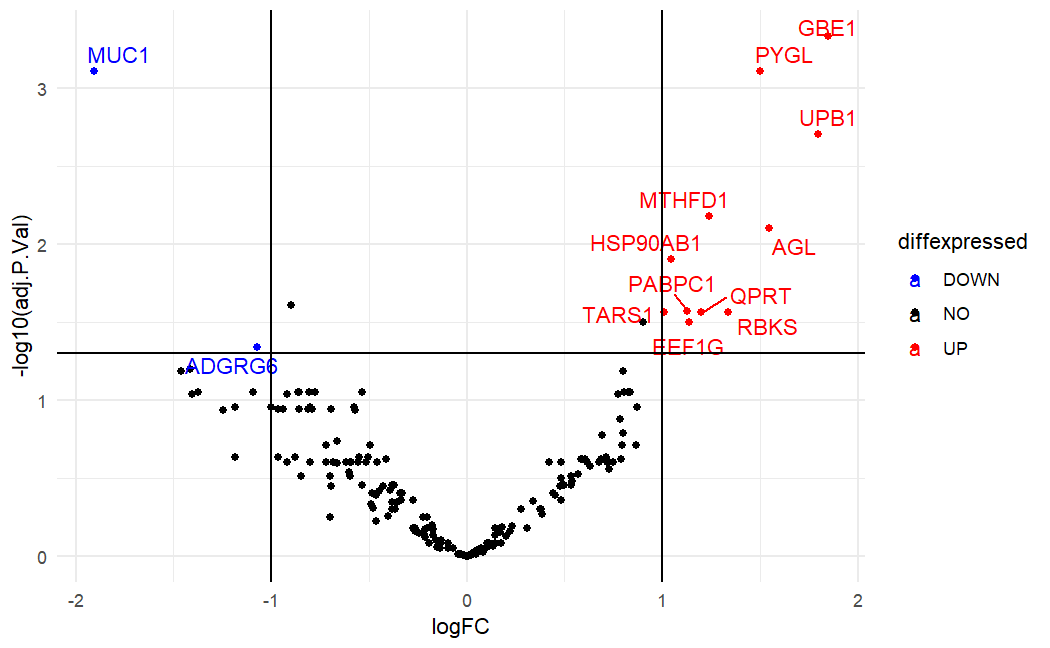 GBE1
MUC1
PYGL
3
UPB1
MTHFD1
2
HSP90AB1
AGL
PABPC1
QPRT
TARS1
RBKS
EEF1G
ADGRG6
1
0
-log10(adj.P.Val)
-2
-1
0
1
2
logFC
diffexpressed
a DOWN
a NO
a UP